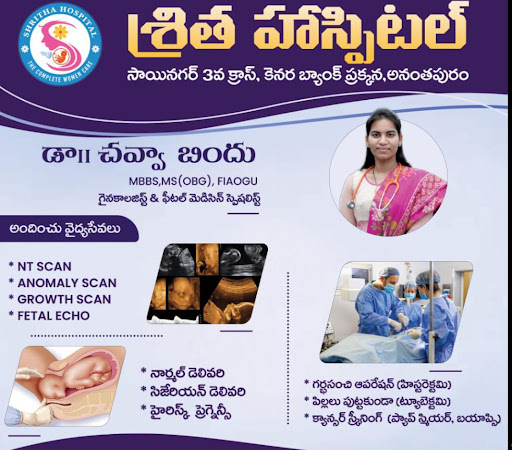 SHRITHA HOSPITAL
THE COMPLETE WOMEN CARE
శ్రిత హాస్పిటల్
సాయినగర్ 3వ క్రాస్, కెనర బ్యాంక్ ప్రక్కన,అనంతపురం
డా॥ చవ్వా బిందు
MBBS,MS(OBG), FIAOGU
గైనకాలజిస్ట్ & ఫీటల్ మెడిసిన్ స్పెషలిస్ట్
అందించు వైద్యసేవలు
* NT SCAN
* ANOMALY SCAN
* GROWTH SCAN
* FETAL ECHO
* నార్మల్ డెలివరి
* సిజేరియన్ డెలివరి
* హైరిస్క్ ప్రెగ్నెన్సీ
* గర్భసంచి ఆపరేషన్ (హిస్టరెక్టమి)
* పిల్లలు పుట్టకుండా (ట్యూబెక్టమి)
* క్యాన్సర్ స్క్రీనింగ్ (ప్యాప్ స్మియర్, బయాప్సి)